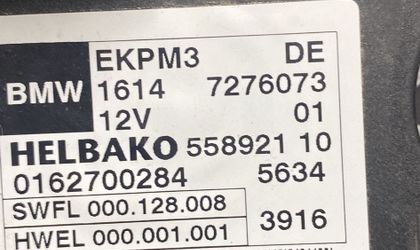 EKPM3 DE
BMW 1614 7276073
12V 01
HELBAKO 558921 10
0162700284 5634
SWFL 000.128.008
HWEL 000.001.001 3916